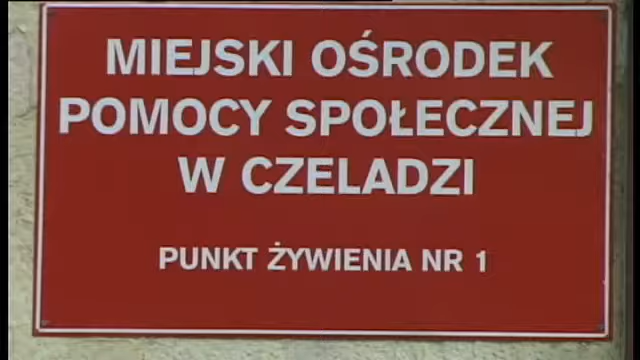 MIEJSKI OŚRODEK
POMOCY SPOŁECZNEJ
W CZELADZI
PUNKT ŻYWIENIA NR 1